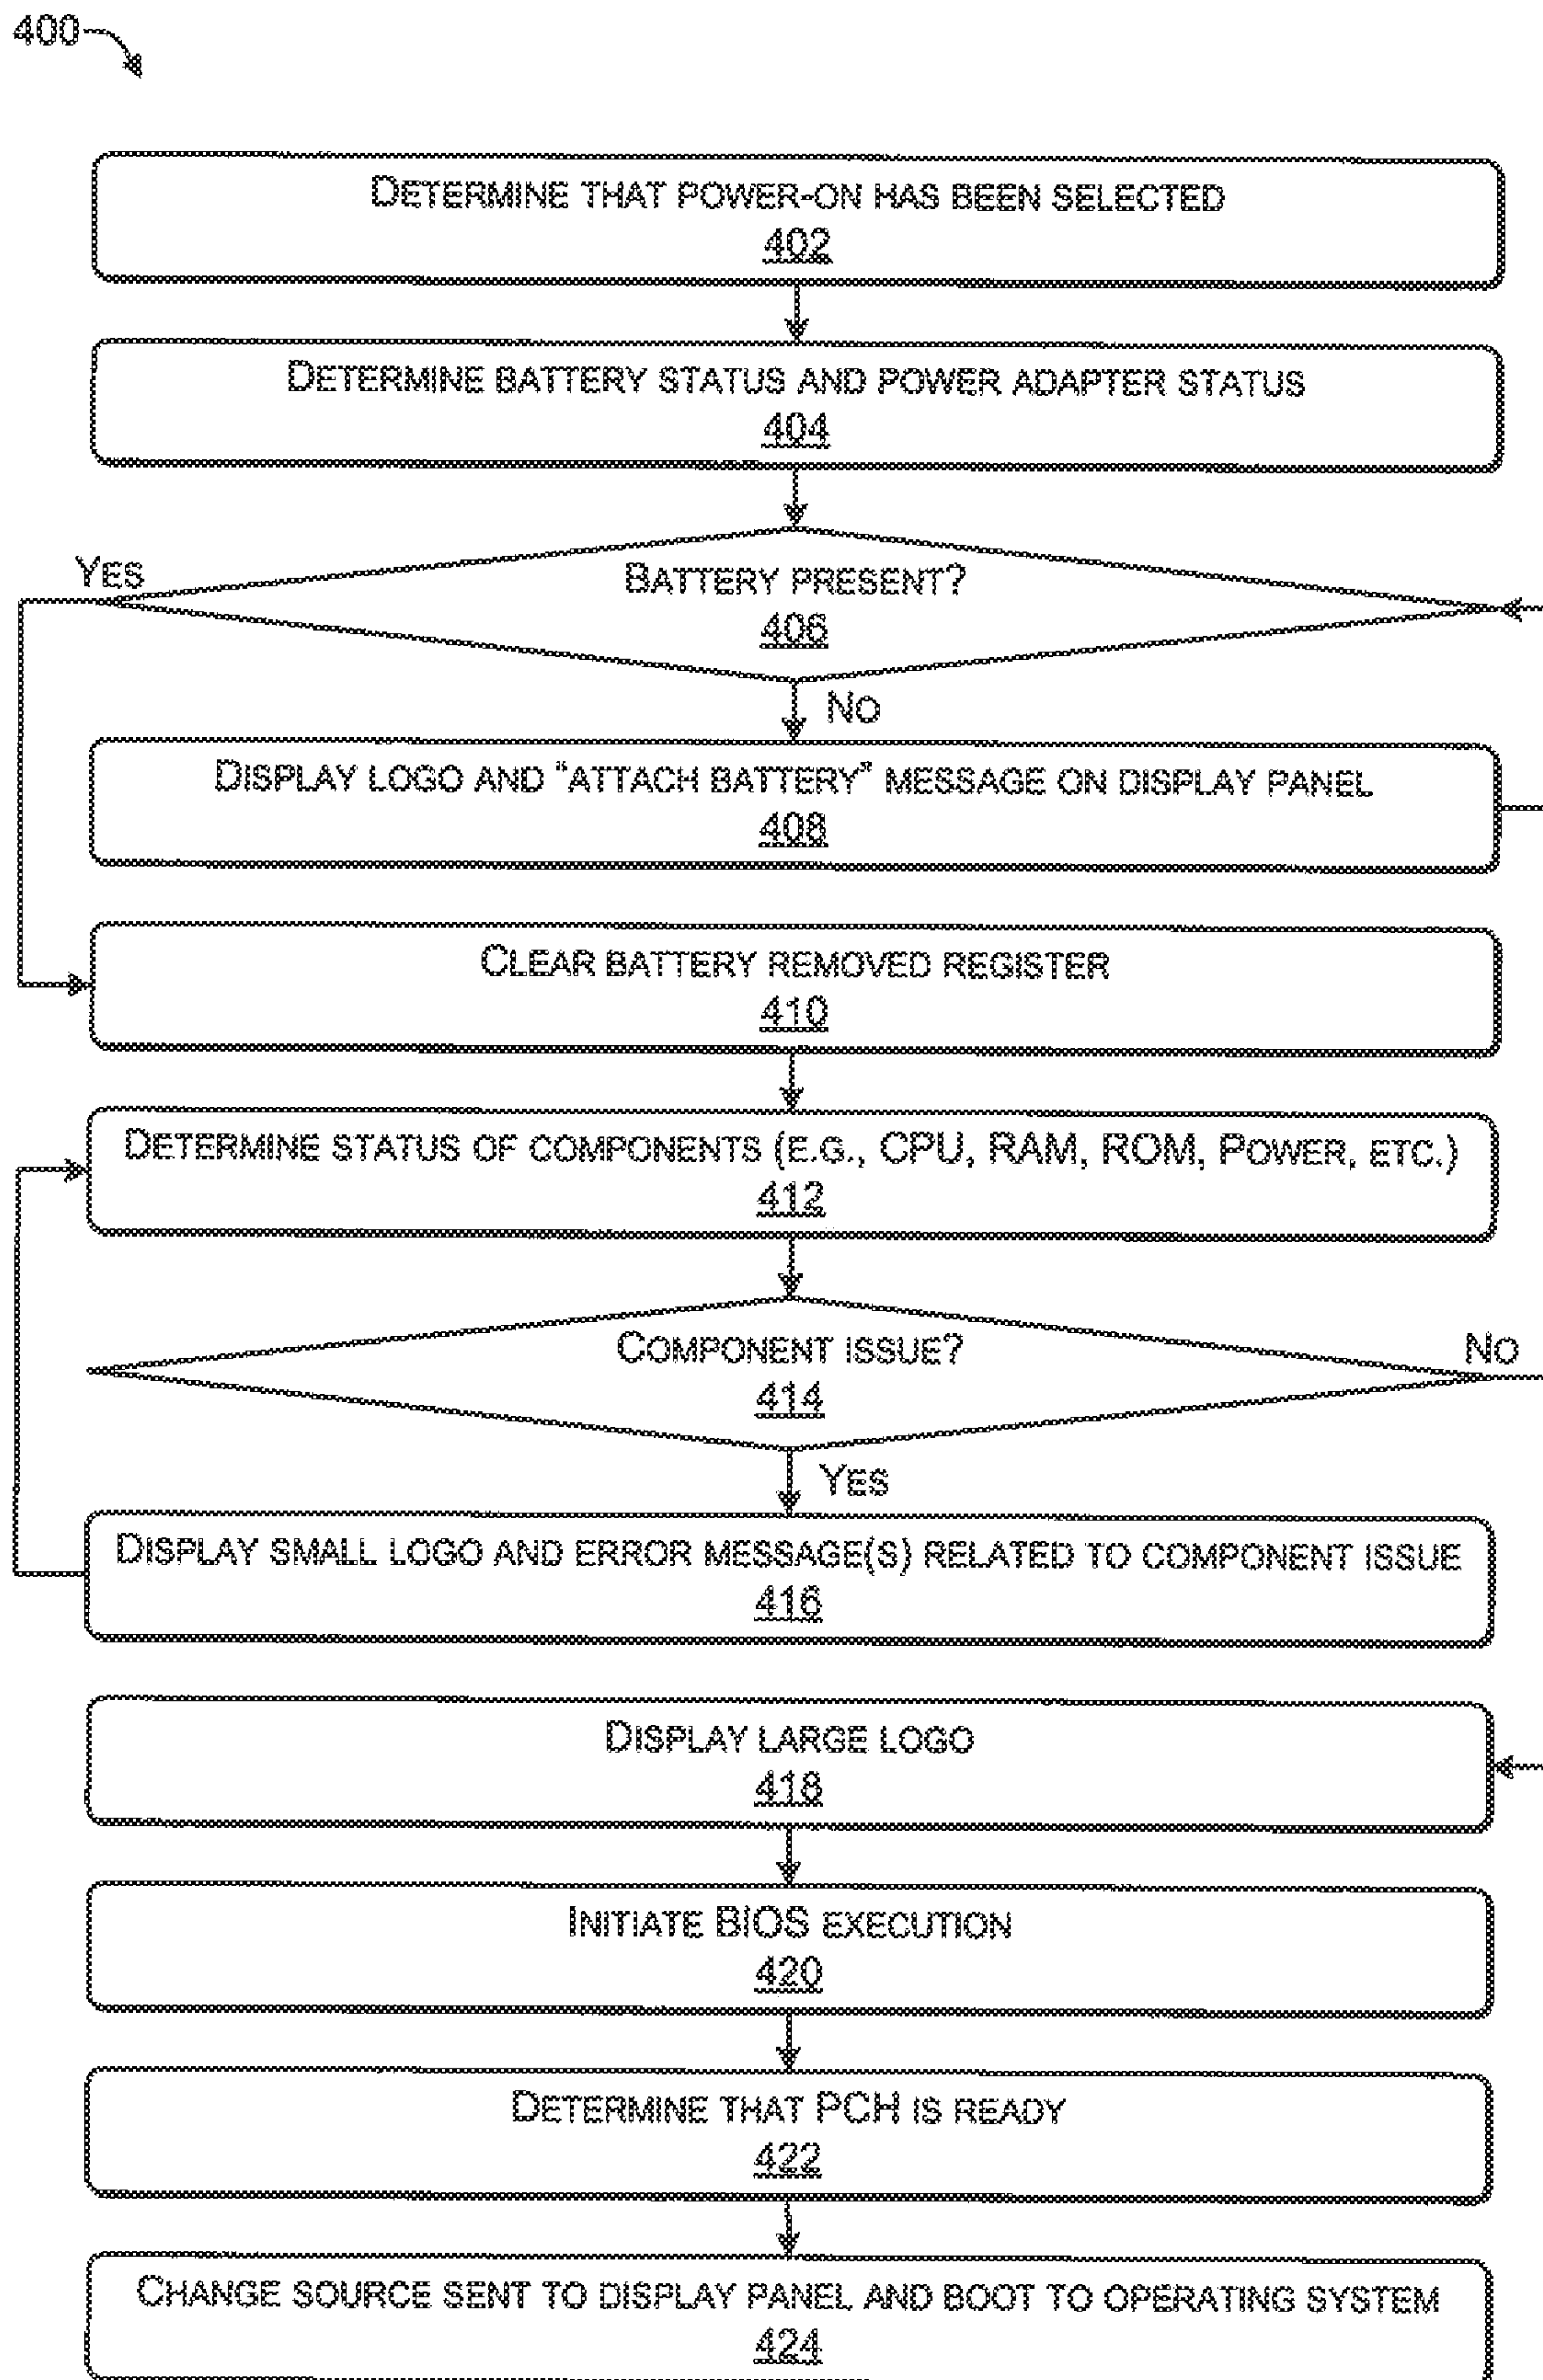 400
DETERMINE THAT POWER-ON HAS BEEN SELECTED
402
DETERMINE BATTERY STATUS AND POWER ADAPTER STATUS
404
YES
BATTERY PRESENT?
406
NO
DISPLAY LOGO AND “ATTACH BATTERY” MESSAGE ON DISPLAY PANEL
408
CLEAR BATTERY REMOVED REGISTER
410
DETERMINE STATUS OF COMPONENTS (E.G., CPU, RAM, ROM, POWER, ETC.)
412
COMPONENT ISSUE?
NO
414
YES
DISPLAY SMALL LOGO AND ERROR MESSAGE(S) RELATED TO COMPONENT ISSUE
416
DISPLAY LARGE LOGO
418
INITIATE BIOS EXECUTION
420
DETERMINE THAT PCH IS READY
422
CHANGE SOURCE SENT TO DISPLAY PANEL AND BOOT TO OPERATING SYSTEM
424